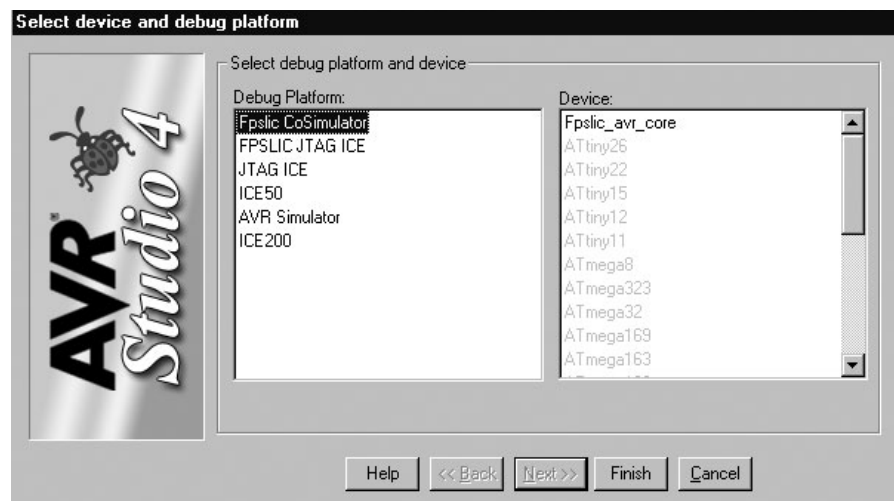 Select device and debug platform
AVR
Studio 4
Select debug platform and device
Debug Platform:
Fpslic CoSimulator
FPSLIC JTAG ICE
JTAG ICE
ICE50
AVR Simulator
ICE200
Device:
Fpslic_avr_core
ATtiny26
ATtiny22
ATtiny15
ATtiny12
ATtiny11
ATmega8
ATmega323
ATmega32
ATmega169
ATmega163
Help
<< Back
Next >>
Finish
Cancel